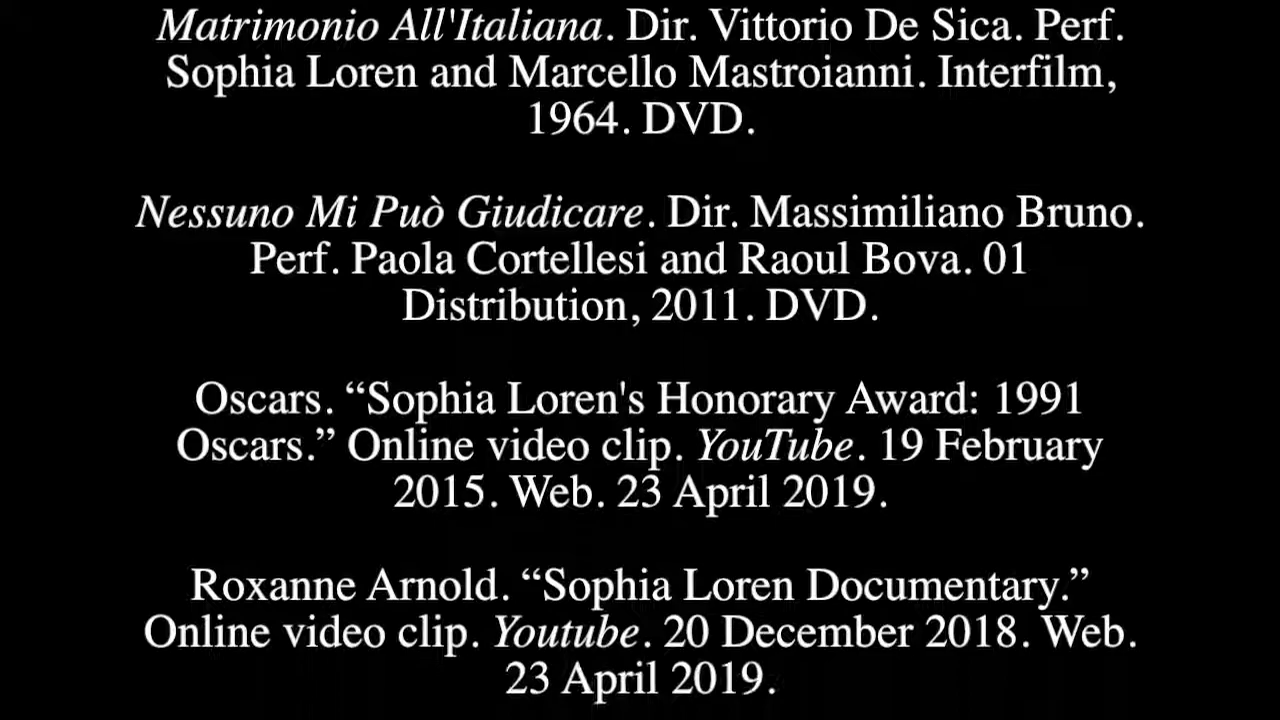 Matrimonio All'Italiana. Dir. Vittorio De Sica. Perf.
Sophia Loren and Marcello Mastroianni. Interfilm,
1964. DVD.
Nessuno Mi Può Giudicare. Dir. Massimiliano Bruno.
Perf. Paola Cortellesi and Raoul Bova. 01
Distribution, 2011. DVD.
Oscars. “Sophia Loren's Honorary Award: 1991
Oscars.” Online video clip. YouTube. 19 February
2015. Web. 23 April 2019.
Roxanne Arnold. “Sophia Loren Documentary.”
Online video clip. Youtube. 20 December 2018. Web.
23 April 2019.